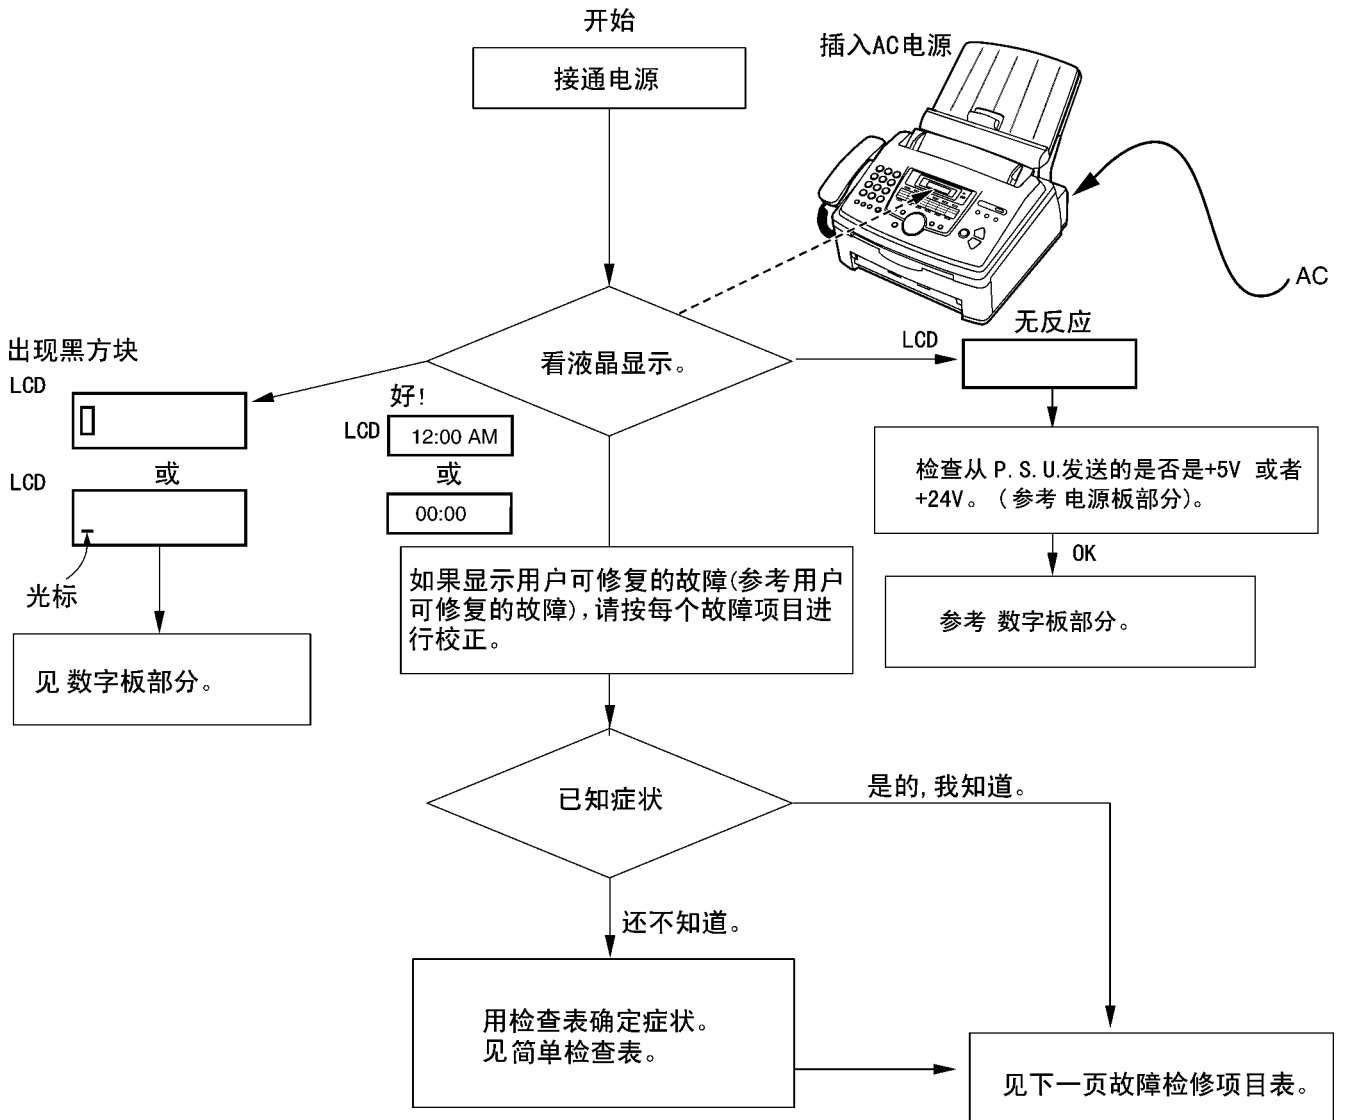 开始
接通电源
插入AC电源
AC
看液晶显示。
出现黑方块
LCD
或
LCD
光标
见 数字板部分。
好!
LCD
12:00 AM
或
00:00
LCD
无反应
检查从 P.S.U.发送的是否是+5V 或者
+24V。(参考 电源板部分)。
OK
参考 数字板部分。
如果显示用户可修复的故障(参考用户
可修复的故障),请按每个故障项目进
行校正。
已知症状
是的,我知道。
还不知道。
用检查表确定症状。
见简单检查表。
见下一页故障检修项目表。